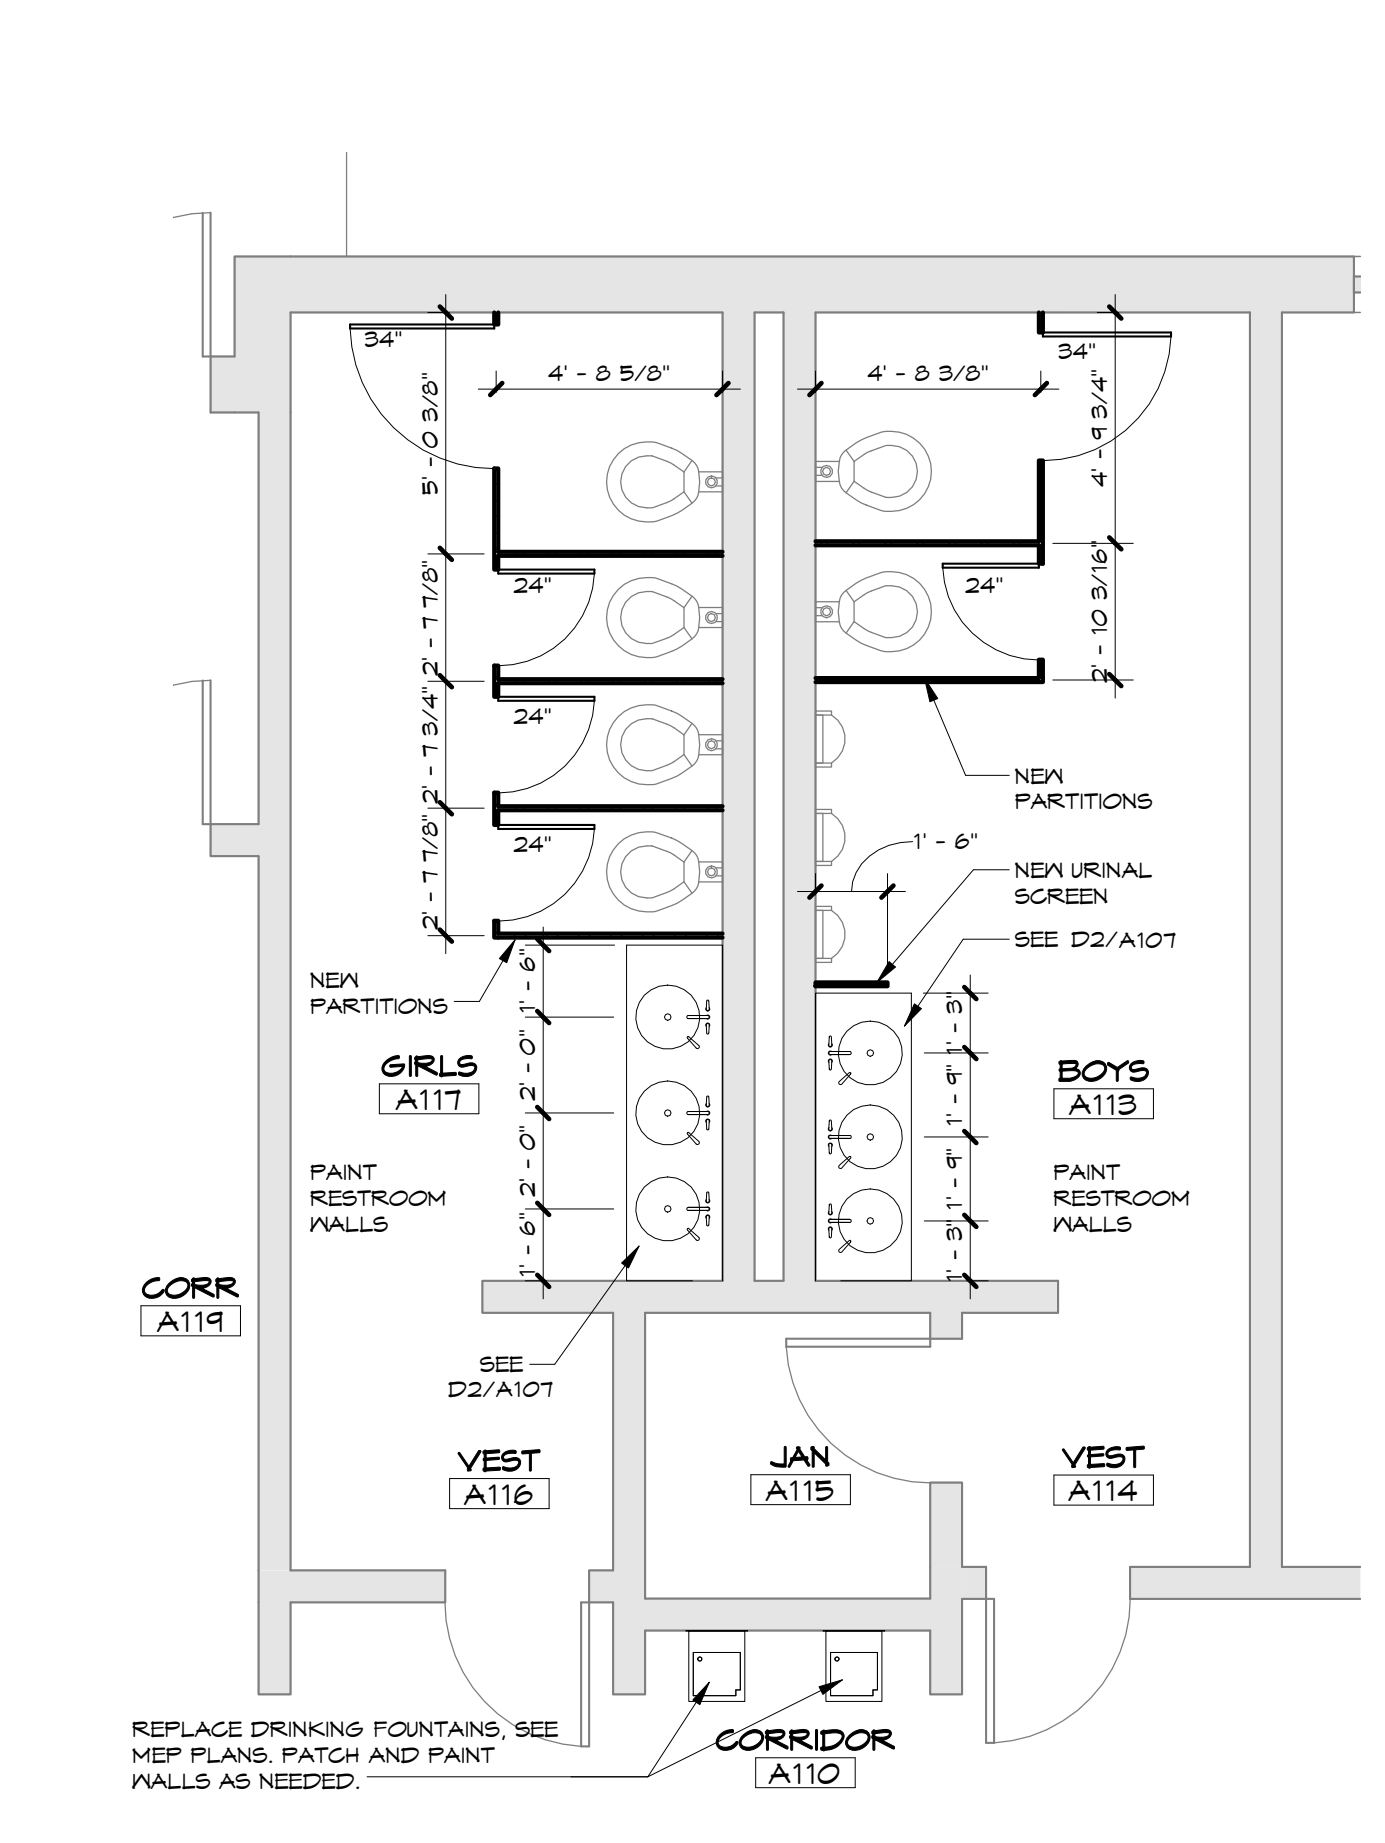 34"
34"
4' - 8 5/8"
4' - 8 3/8"
5' - 0 3/8"
4' - 9 3/4"
24"
24"
2' - 7 7/8"
2' - 10 3/16"
24"
2' - 7 3/4"
NEW
PARTITIONS
24"
2' - 7 7/8"
1' - 6"
NEW URINAL
SCREEN
SEE D2/A107
NEW
PARTITIONS
1' - 6"
1' - 3"
GIRLS
A117
2' - 0"
1' - 9"
BOYS
A113
PAINT
RESTROOM
WALLS
2' - 0"
1' - 9"
PAINT
RESTROOM
WALLS
1' - 6"
1' - 3"
CORR
A119
SEE
D2/A107
VEST
A116
JAN
A115
VEST
A114
REPLACE DRINKING FOUNTAINS, SEE
MEP PLANS. PATCH AND PAINT
WALLS AS NEEDED.
CORRIDOR
A110